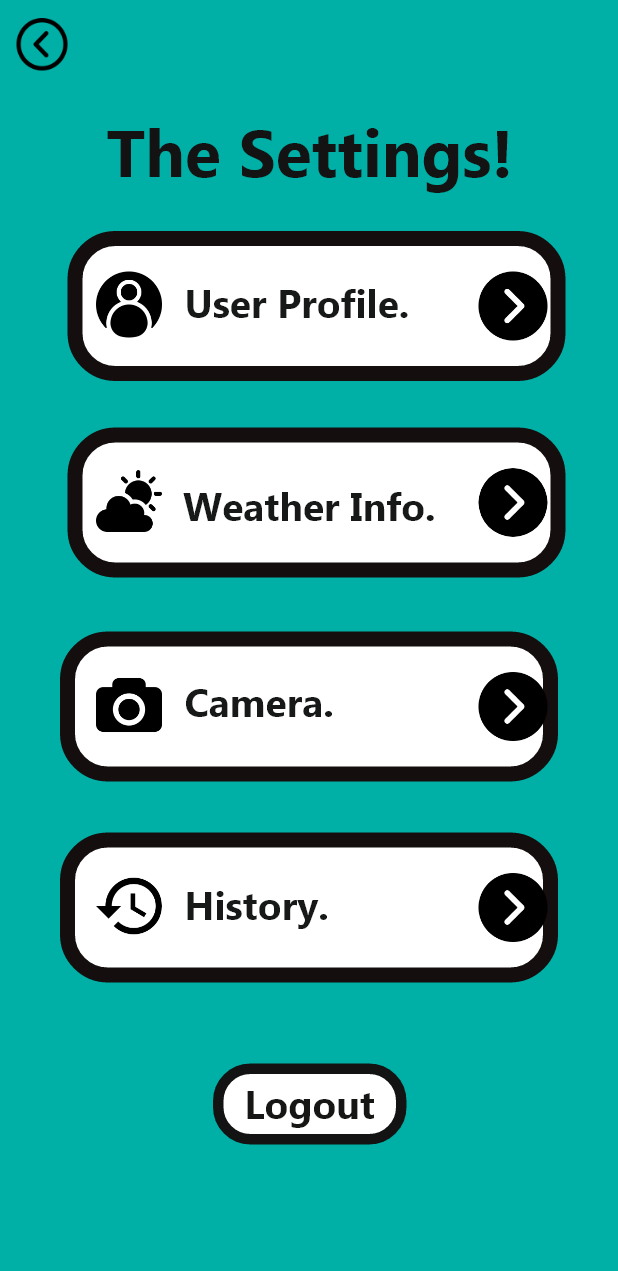 The Settings!
User Profile.
Weather Info.
Camera.
History.
Logout